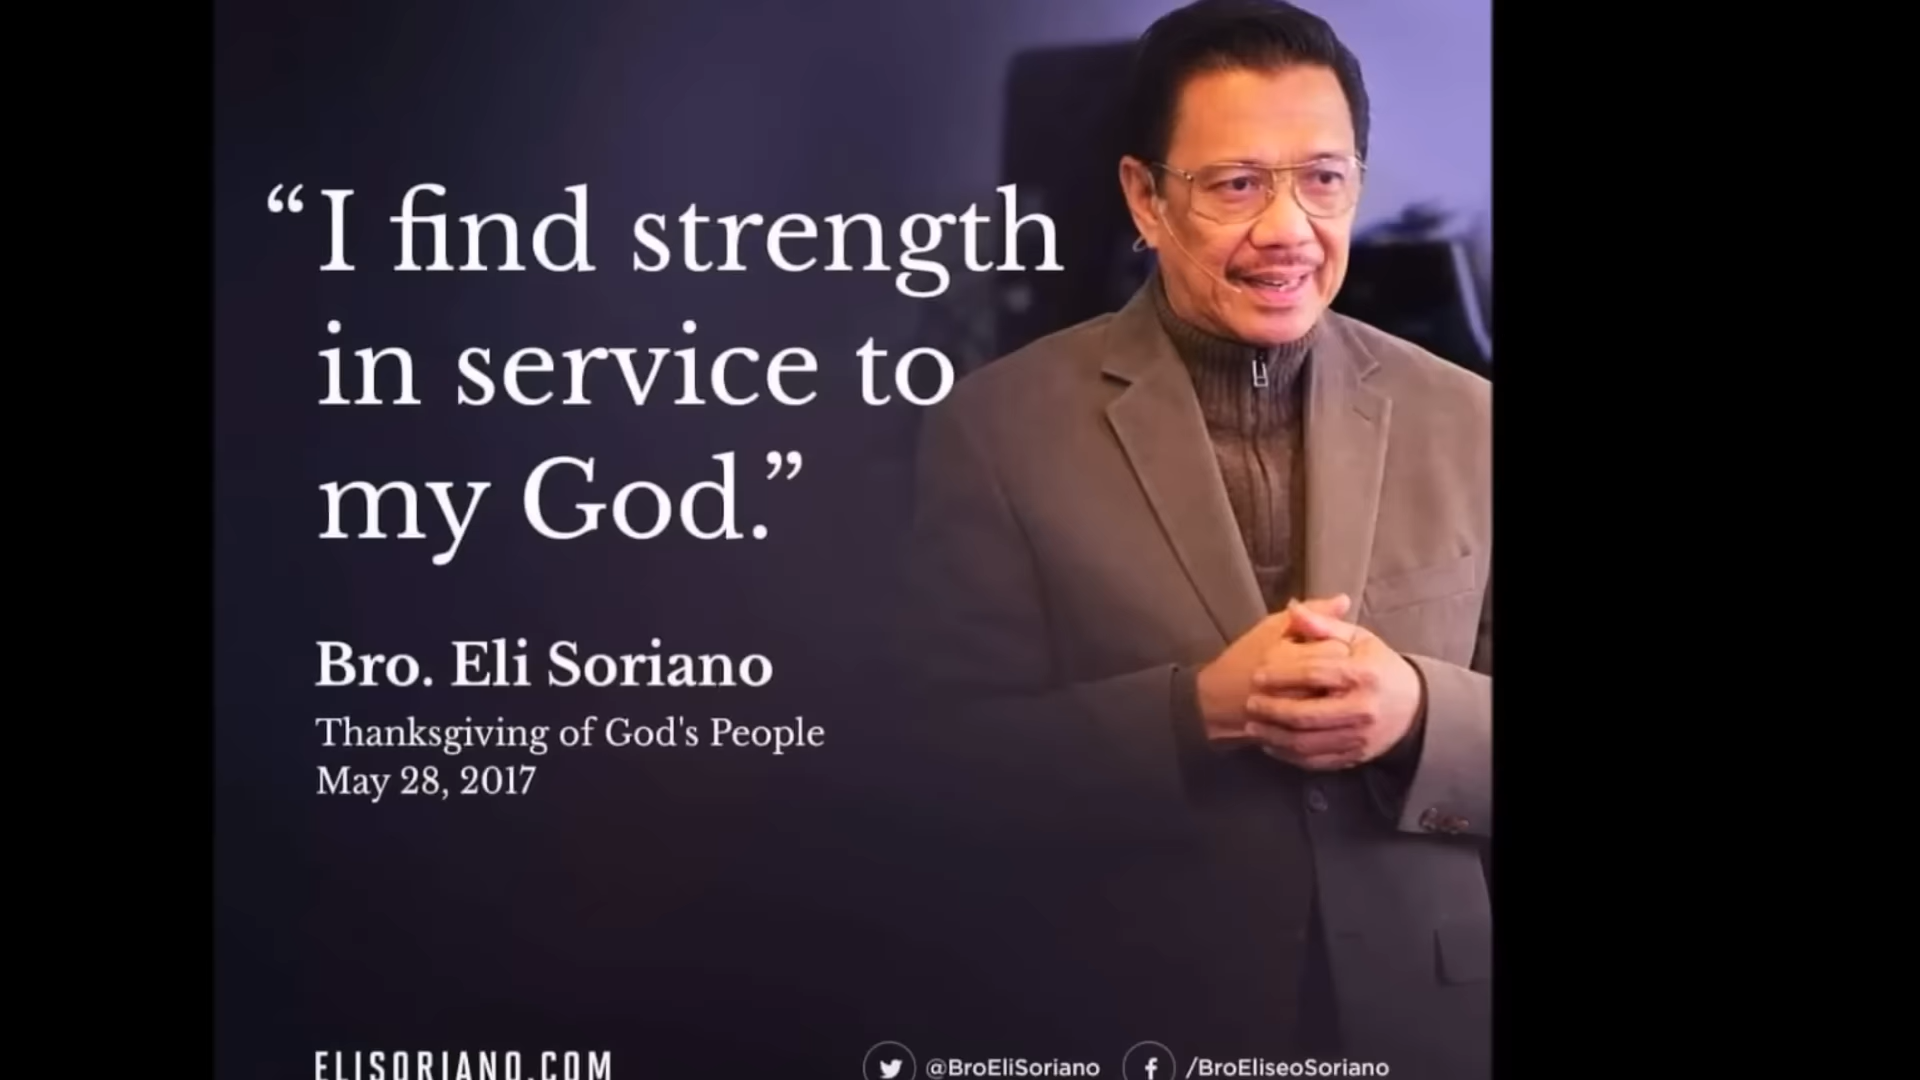 “I find strength
in service to
my God.”
Bro. Eli Soriano
Thanksgiving of God's People
May 28, 2017
ELISORIANO.COM
@BroEliSoriano
/BroEliseoSoriano